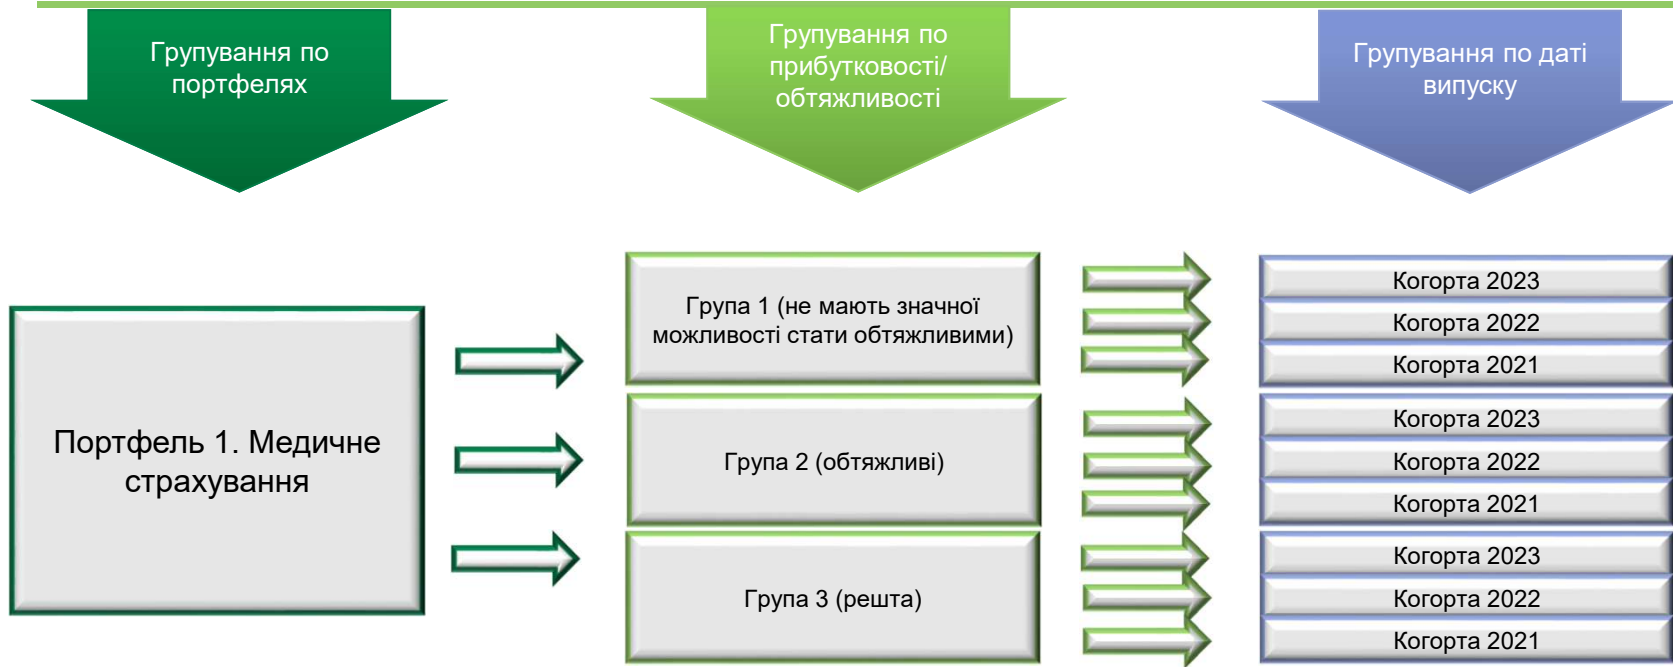 Групування по
портфелях
Групування по
прибутковості/
обтяжливості
Групування по даті
випуску
Портфель 1. Медичне
страхування
Група 1 (не мають значної
можливості стати обтяжливими)
Група 2 (обтяжливі)
Група 3 (решта)
Когорта 2023
Когорта 2022
Когорта 2021
Когорта 2023
Когорта 2022
Когорта 2021
Когорта 2023
Когорта 2022
Когорта 2021